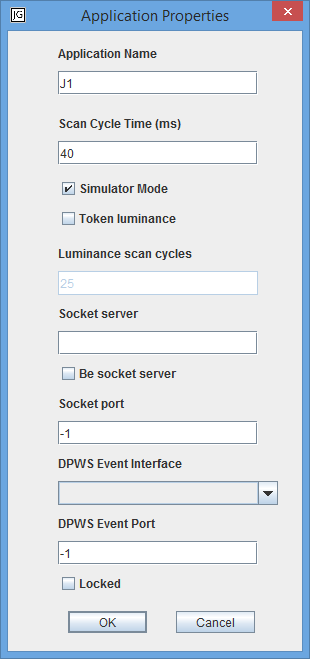 JG Application Properties
Application Name
J1
Scan Cycle Time (ms)
40
Simulator Mode
Token luminance
Luminance scan cycles
25
Socket server
Be socket server
Socket port
-1
DPWS Event Interface
DPWS Event Port
-1
Locked
OK Cancel